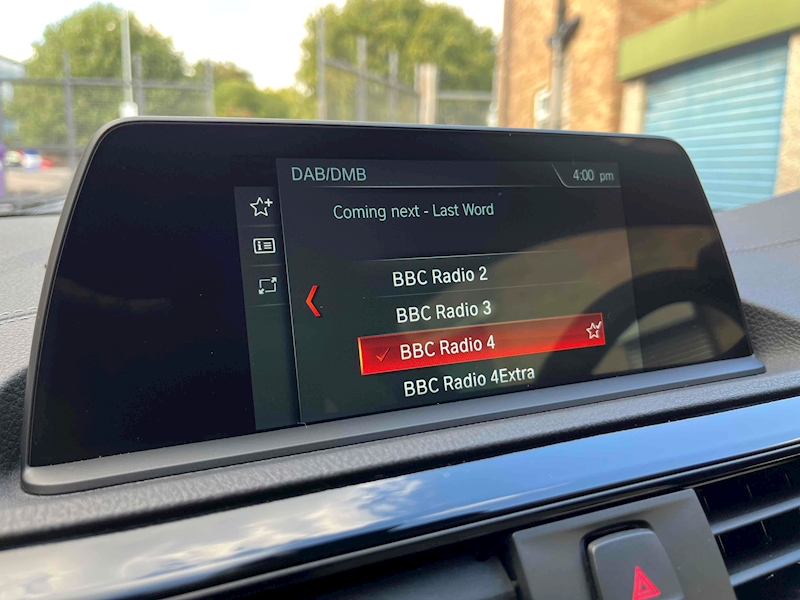 DAB/DMB
4:00 pm
Coming next - Last Word
BBC Radio 2
BBC Radio 3
BBC Radio 4
BBC Radio 4Extra